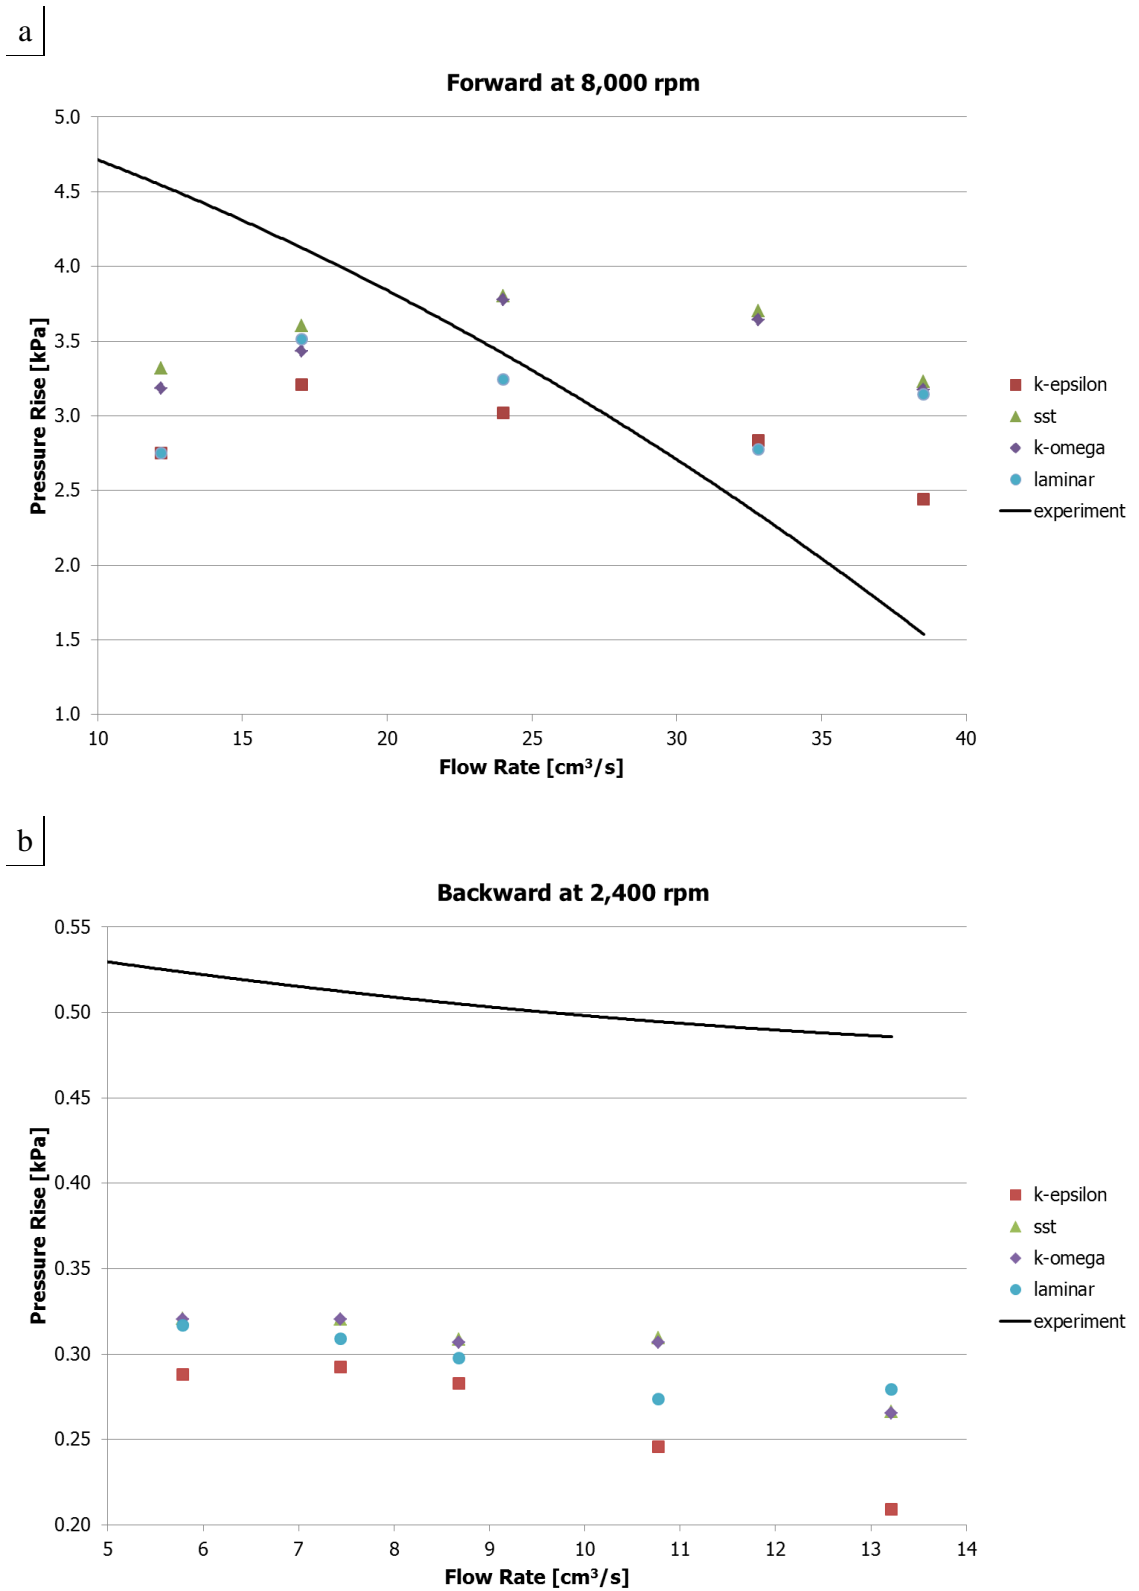 a
Forward at 8,000 rpm
5.0
4.5
4.0
3.5
3.0
2.5
2.0
1.5
1.0
Pressure Rise [kPa]
10 15 20 25 30 35 40
Flow Rate [cm³/s]
k-epsilon
sst
k-omega
laminar
experiment
b
Backward at 2,400 rpm
0.55
0.50
0.45
0.40
0.35
0.30
0.25
0.20
Pressure Rise [kPa]
5 6 7 8 9 10 11 12 13 14
Flow Rate [cm³/s]
k-epsilon
sst
k-omega
laminar
experiment